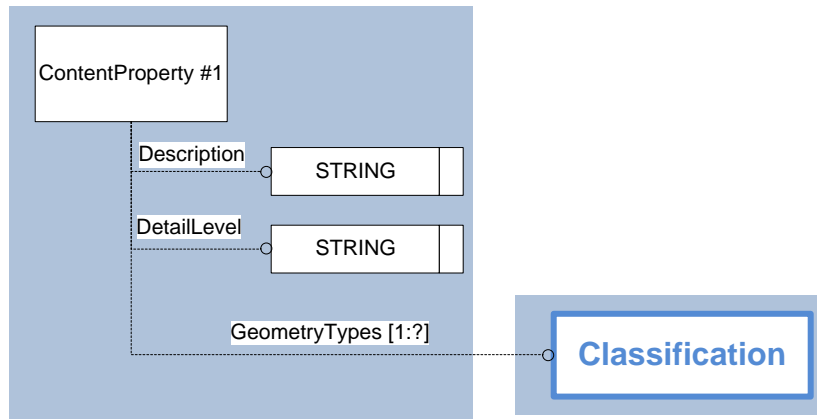 ContentProperty #1
Description
STRING
DetailLevel
STRING
GeometryTypes [1:?]
Classification